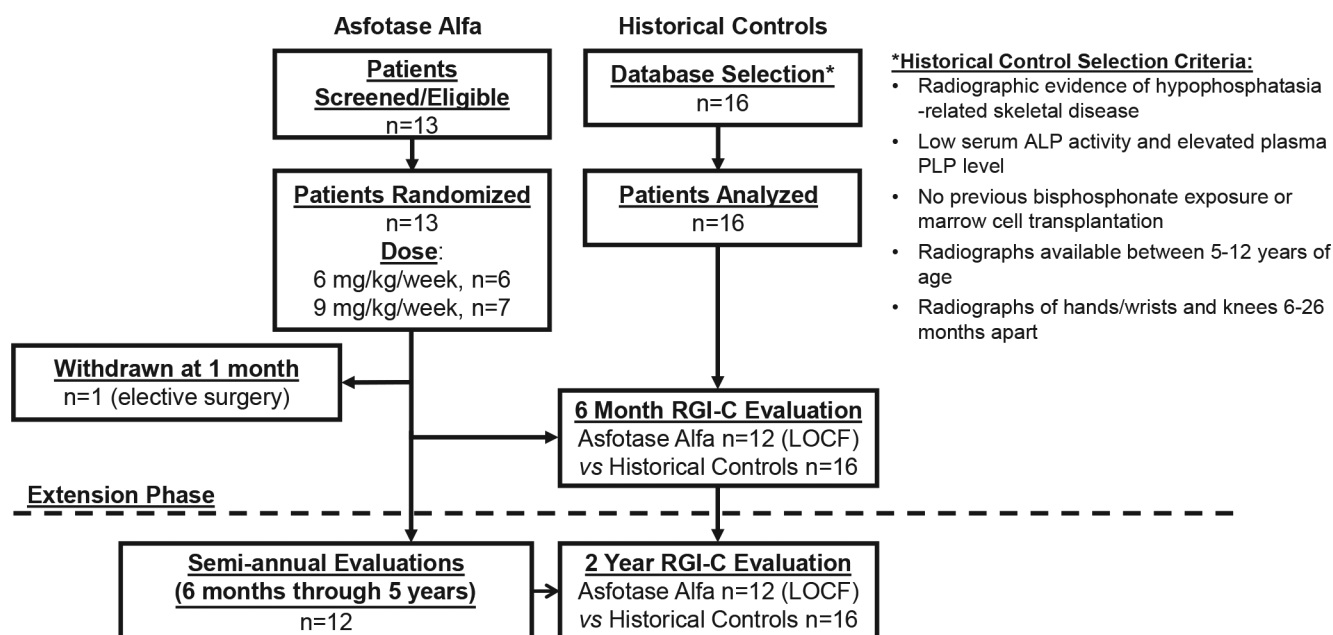 Asfotase Alfa
Patients
Screened/Eligible
n=13
Patients Randomized
n=13
Dose:
6 mg/kg/week, n=6
9 mg/kg/week, n=7
Withdrawn at 1 month
n=1 (elective surgery)
Historical Controls
Database Selection*
n=16
Patients Analyzed
n=16
6 Month RGI-C Evaluation
Asfotase Alfa n=12 (LOCF)
vs Historical Controls n=16
*Historical Control Selection Criteria:
• Radiographic evidence of hypophosphatasia
-related skeletal disease
• Low serum ALP activity and elevated plasma
PLP level
• No previous bisphosphonate exposure or
marrow cell transplantation
• Radiographs available between 5-12 years of
age
• Radiographs of hands/wrists and knees 6-26
months apart
Extension Phase
Semi-annual Evaluations
(6 months through 5 years)
n=12
2 Year RGI-C Evaluation
Asfotase Alfa n=12 (LOCF)
vs Historical Controls n=16